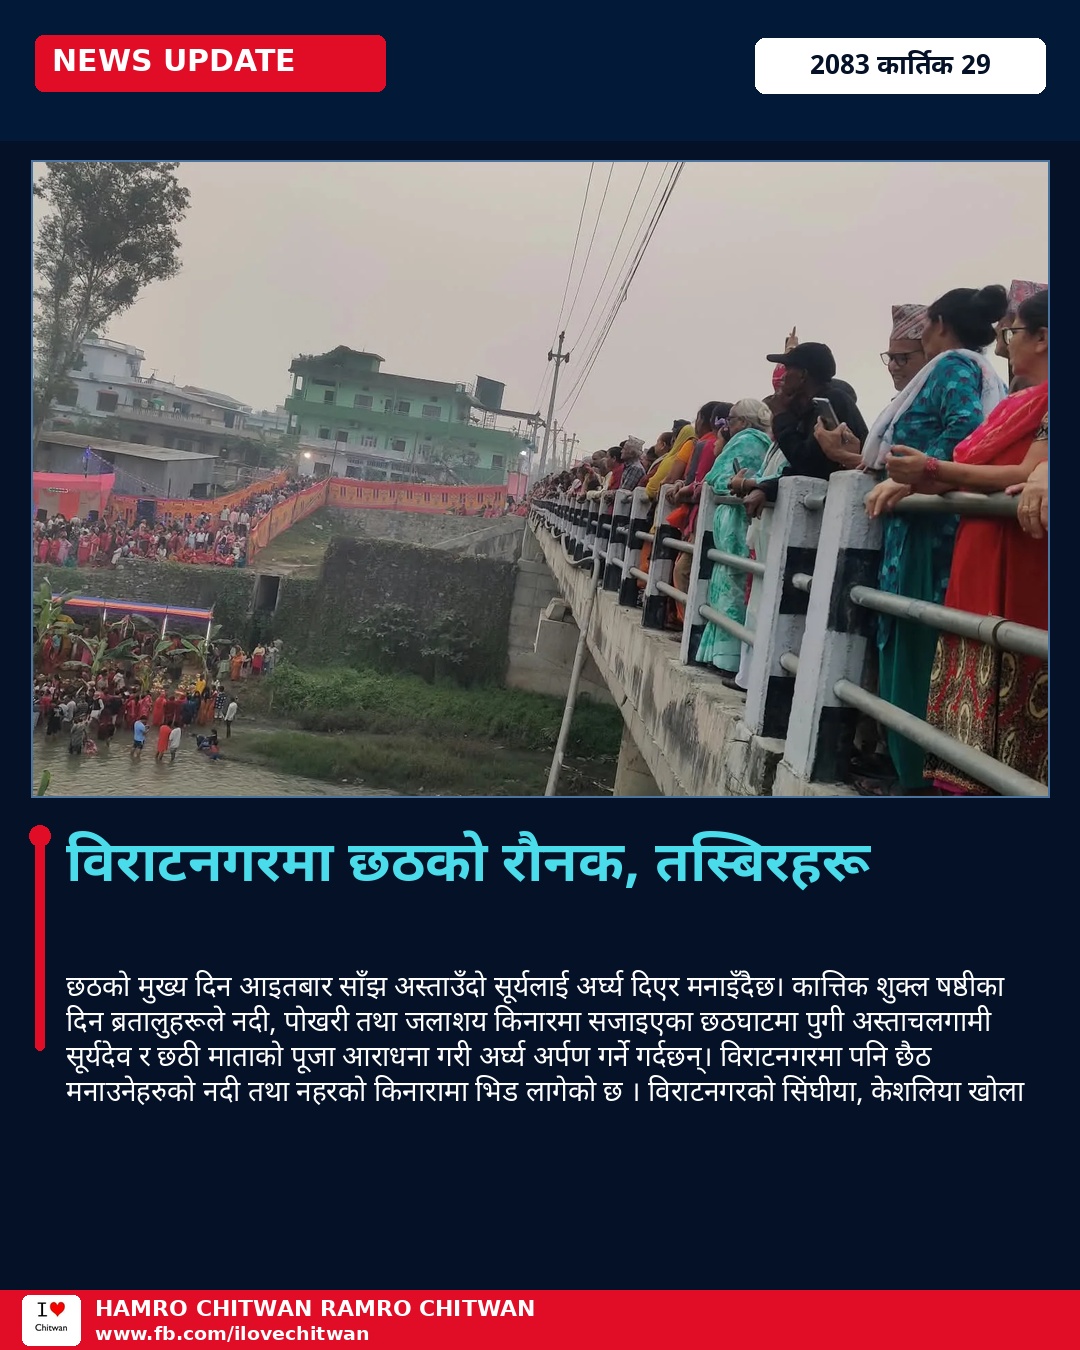 NEWS UPDATE
2083 कार्तिक 29
विराटनगरमा छठको रौनक, तस्बिरहरू
छठको मुख्य दिन आइतबार साँझ अस्ताउँदो सूर्यलाई अर्घ्य दिएर मनाइँदैछ। कात्तिक शुक्ल षष्ठीका
दिन ब्रतालुहरूले नदी, पोखरी तथा जलाशय किनारमा सजाइएका छठघाटमा पुगी अस्ताचलगामी
सूर्यदेव र छठी माताको पूजा आराधना गरी अर्घ्य अर्पण गर्ने गर्दछन्। विराटनगरमा पनि छैठ
मनाउनेहरुको नदी तथा नहरको किनारामा भिड लागेको छ । विराटनगरको सिंघीया, केशलिया खोला
I ♥
Chitwan
HAMRO CHITWAN RAMRO CHITWAN
www.fb.com/ilovechitwan